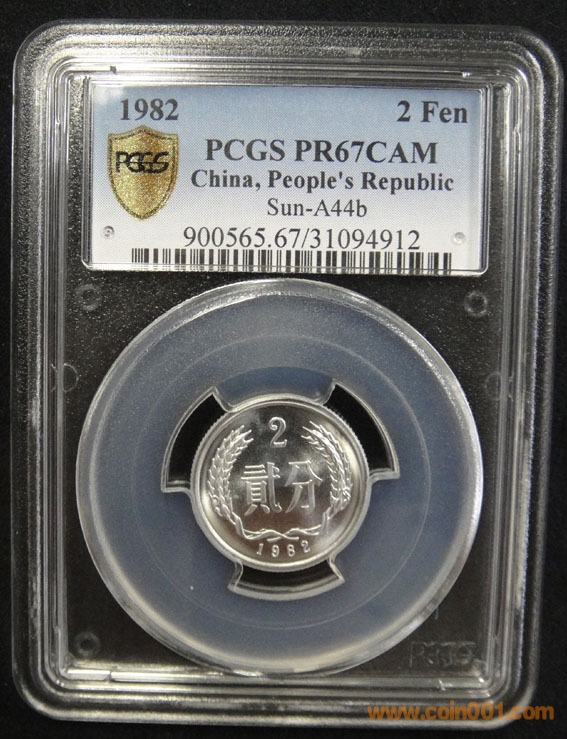 1982 2 Fen
PCGS
PCGS PR67CAM
China, People's Republic
Sun-A44b
900565.67/31094912
2
貳分
1982
PCGS
www.coin001.com